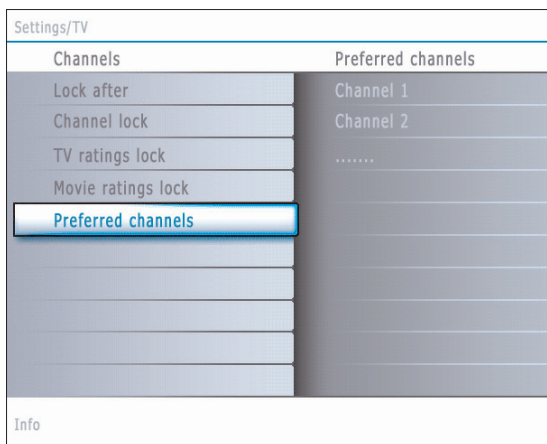 Settings/TV
Channels
Preferred channels
Lock after
Channel 1
Channel lock
Channel 2
TV ratings lock
.......
Movie ratings lock
Preferred channels
Info